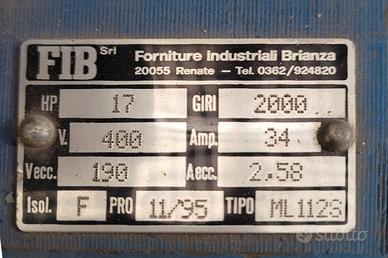 FIB Srl Forniture Industriali Brianza
20055 Renate - Tel. 0362/924820
HP 17 GIRI 2000
V. 400 Amp. 34
Vecc. 190 Aecc. 2.58
Isol. F PRO 11/95 TIPO ML112S
subito